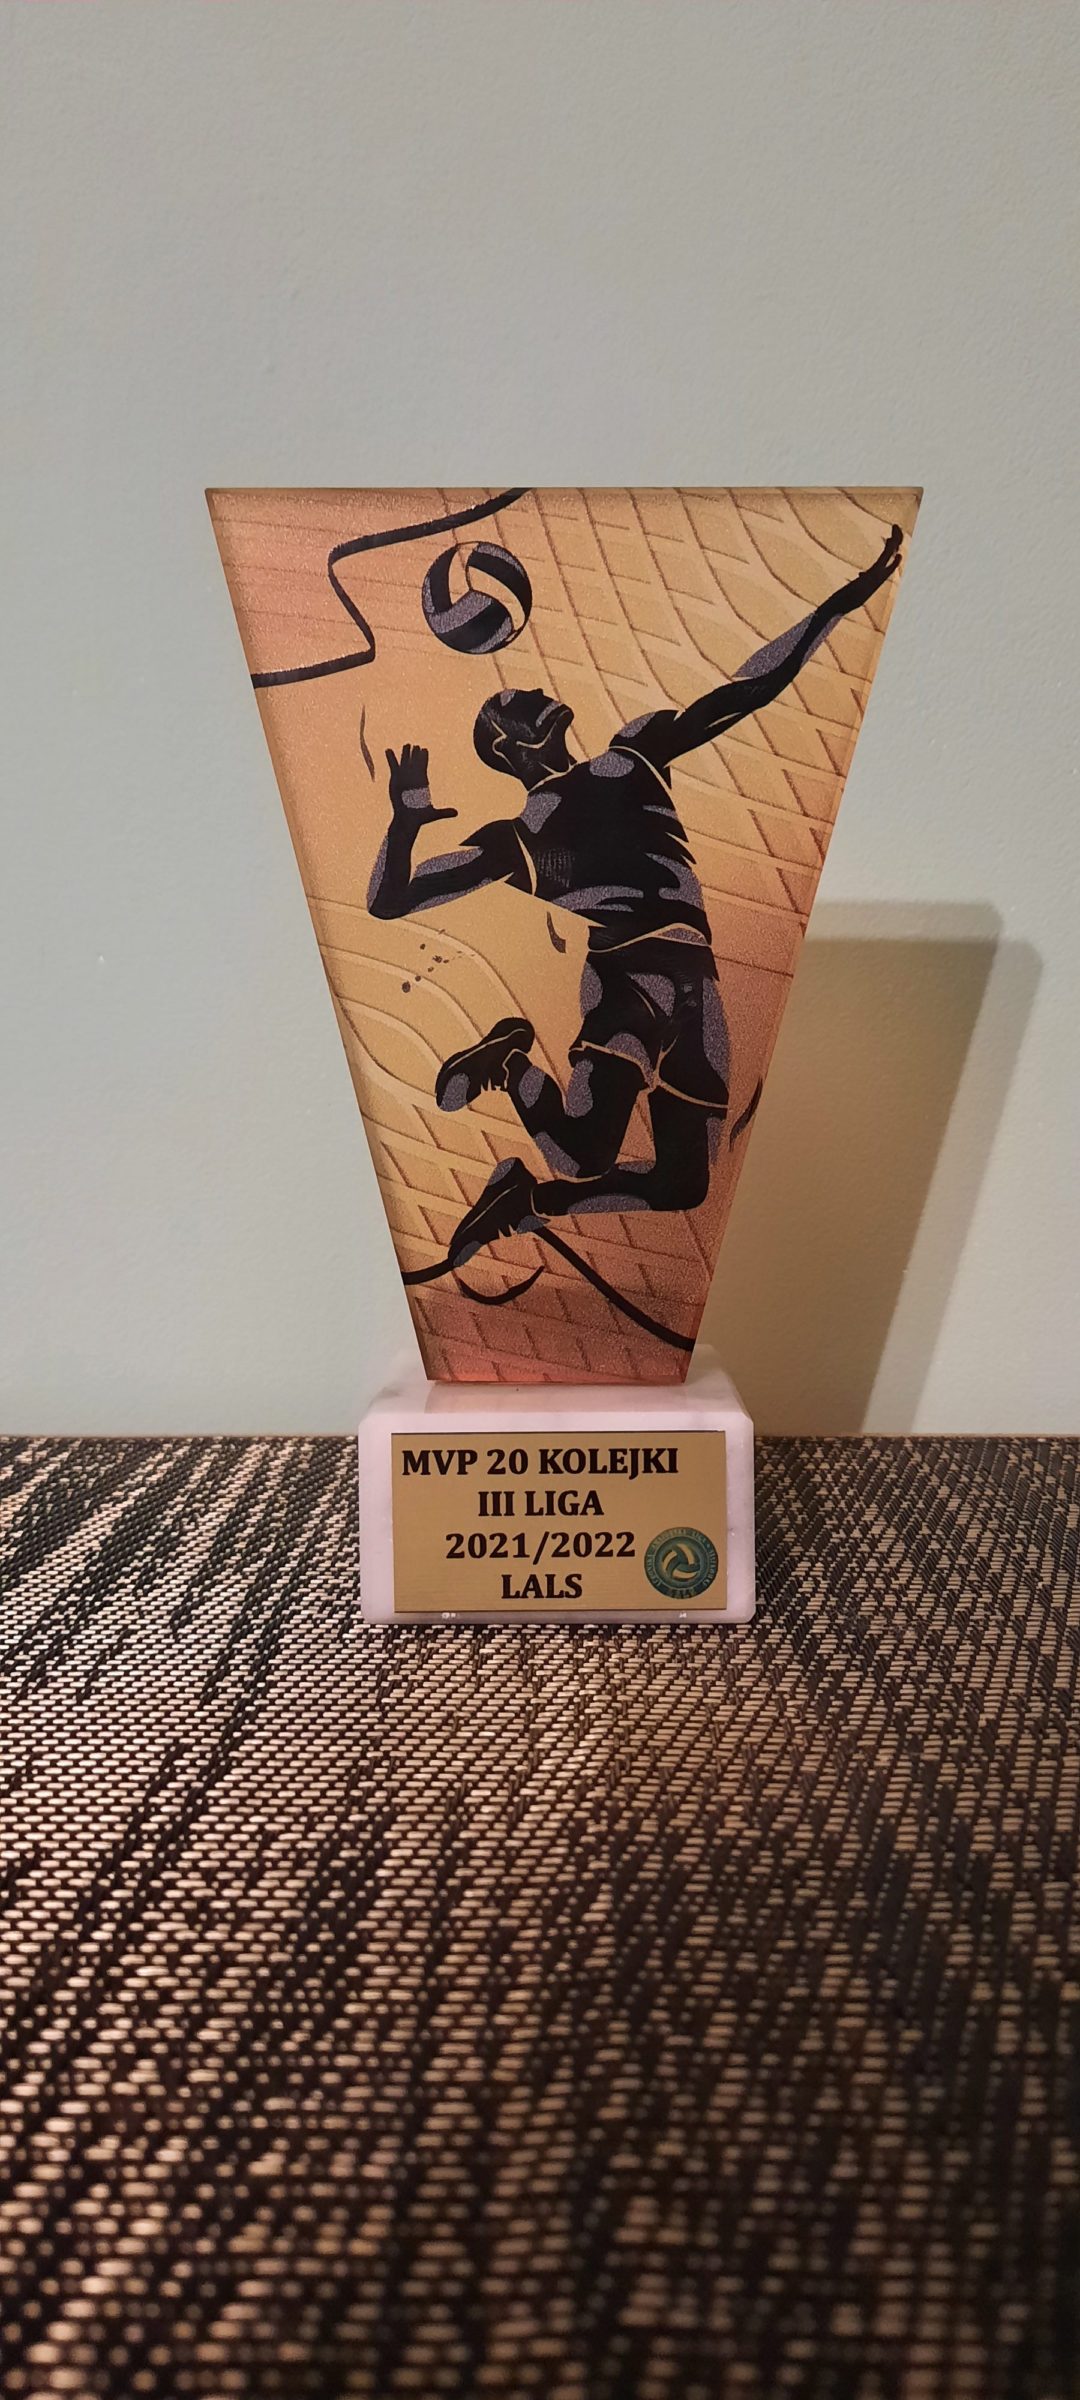 MVP 20 KOLEJKI
III LIGA
2021/2022
LALS